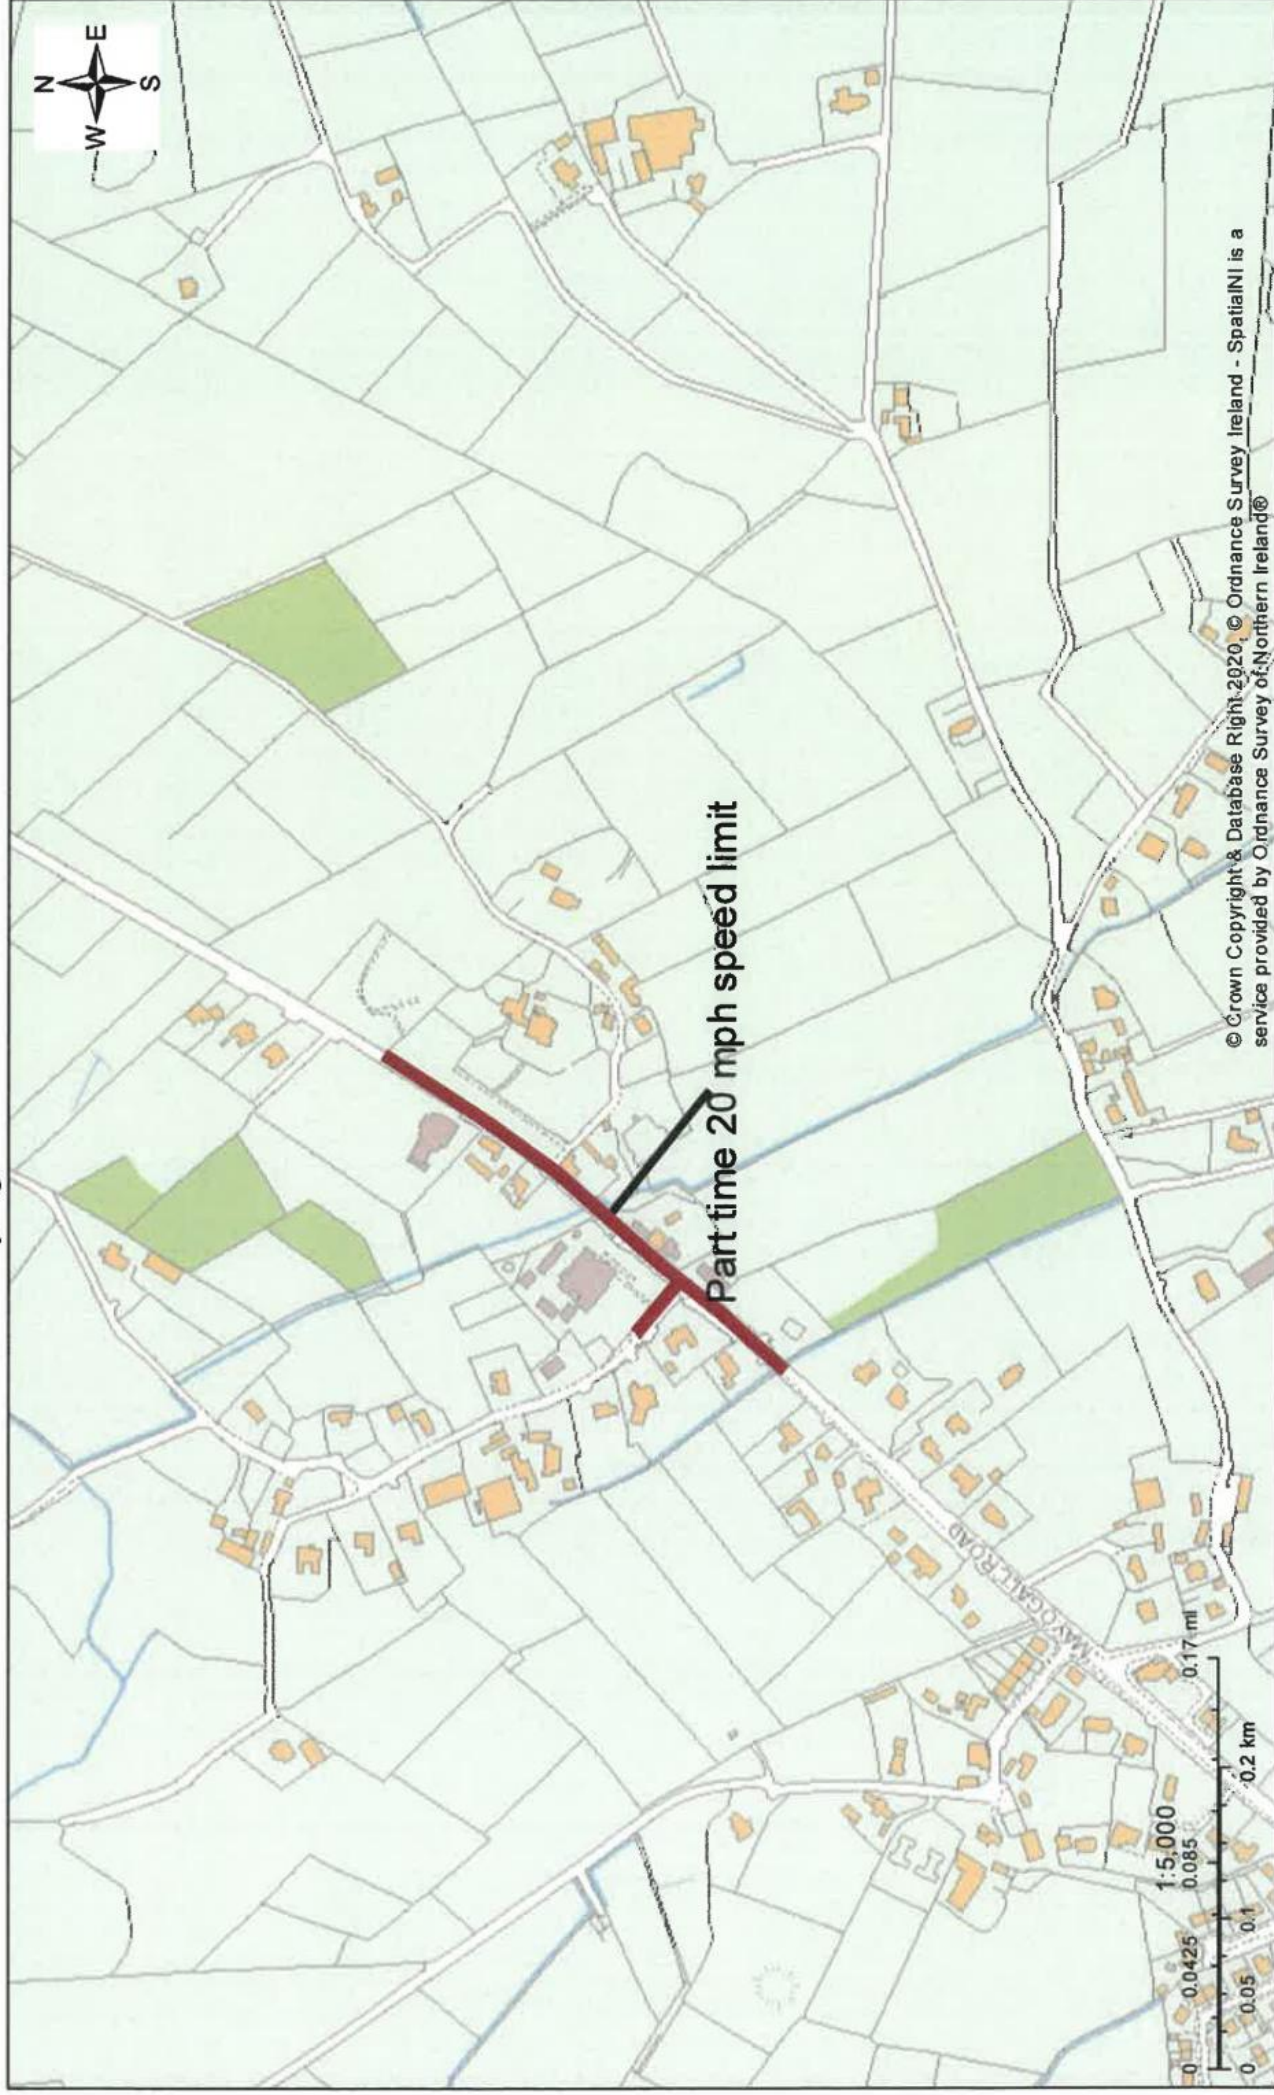 N
W E
S
Part time 20 mph speed limit
MAYOGALL ROAD
1:5,000
0 0.0425 0.085 0.17 mi
0 0.05 0.1 0.2 km
© Crown Copyright & Database Right 2020, © Ordnance Survey Ireland - SpatialNI is a
service provided by Ordnance Survey of Northern Ireland®